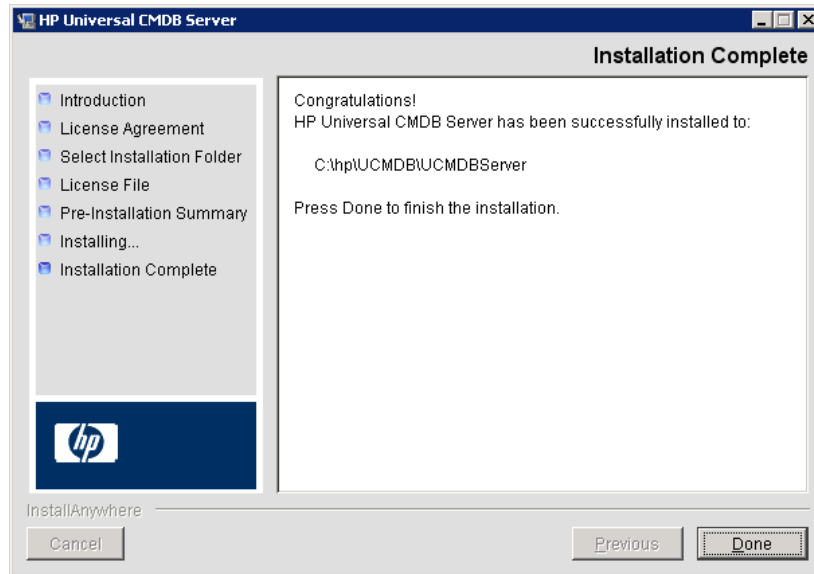 HP Universal CMDB Server
Installation Complete
Introduction
License Agreement
Select Installation Folder
License File
Pre-Installation Summary
Installing...
Installation Complete
Congratulations!
HP Universal CMDB Server has been successfully installed to:
C:\hp\UCMDB\UCMDBServer
Press Done to finish the installation.
hp
InstallAnywhere
Cancel
Previous
Done